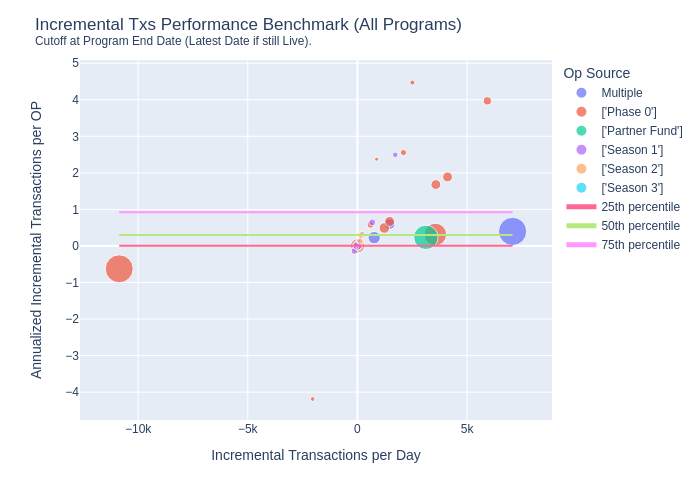 Incremental Txs Performance Benchmark (All Programs)
Cutoff at Program End Date (Latest Date if still Live).
Annualized Incremental Transactions per OP
5
4
3
2
1
0
−1
−2
−3
−4
−10k
−5k
0
5k
Incremental Transactions per Day
Op Source
Multiple
['Phase 0']
['Partner Fund']
['Season 1']
['Season 2']
['Season 3']
25th percentile
50th percentile
75th percentile